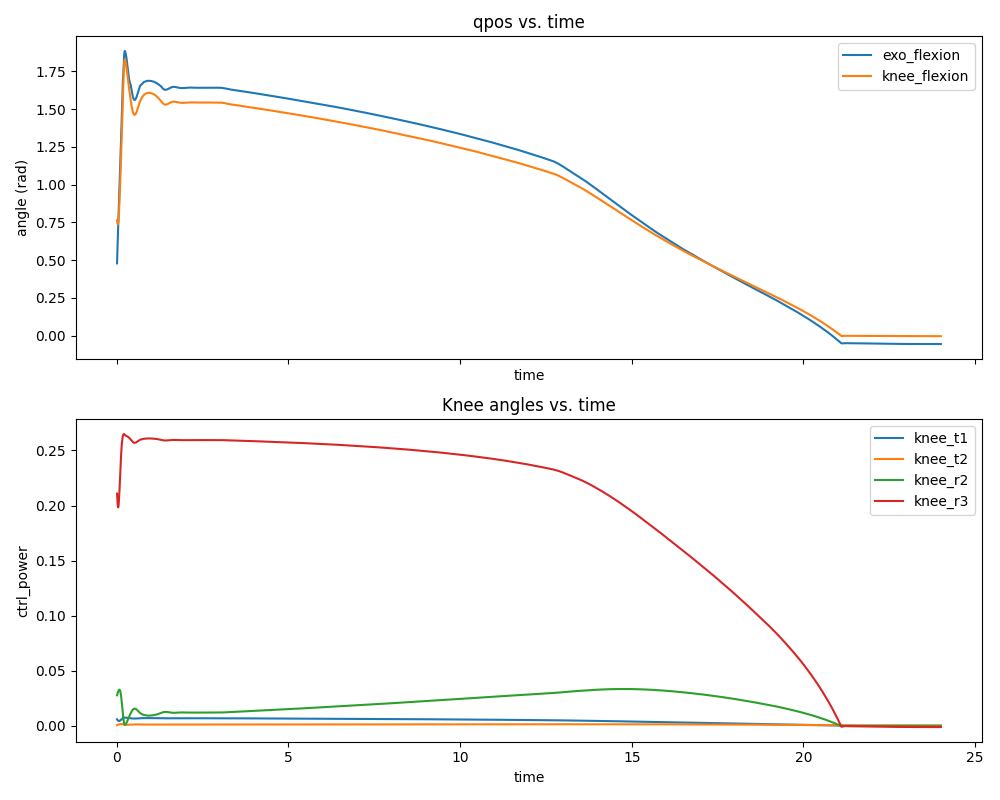 qpos vs. time
1.75
1.50
1.25
1.00
0.75
0.50
0.25
0.00
angle (rad)
exo_flexion
knee_flexion
time
Knee angles vs. time
0.25
0.20
0.15
0.10
0.05
0.00
ctrl_power
knee_t1
knee_t2
knee_r2
knee_r3
0 5 10 15 20 25
time